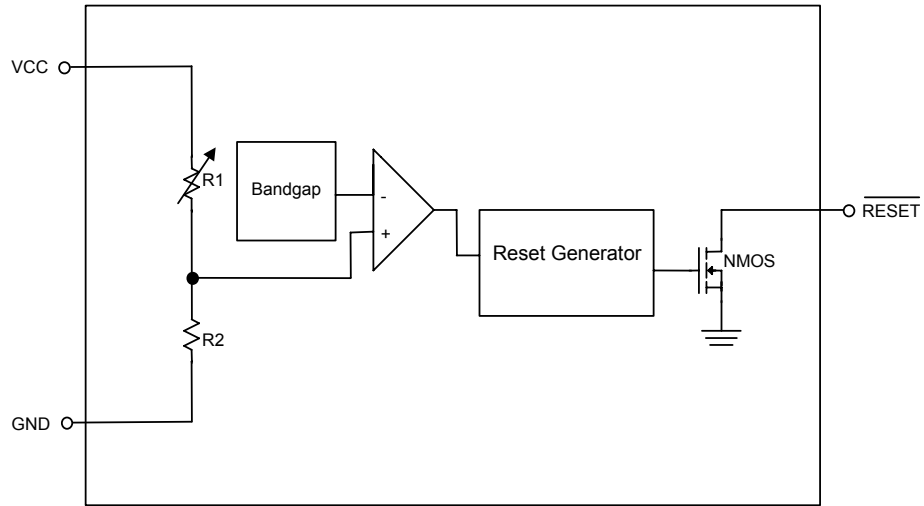 VCC
R1
Bandgap
-
+
Reset Generator
NMOS
RESET
R2
GND